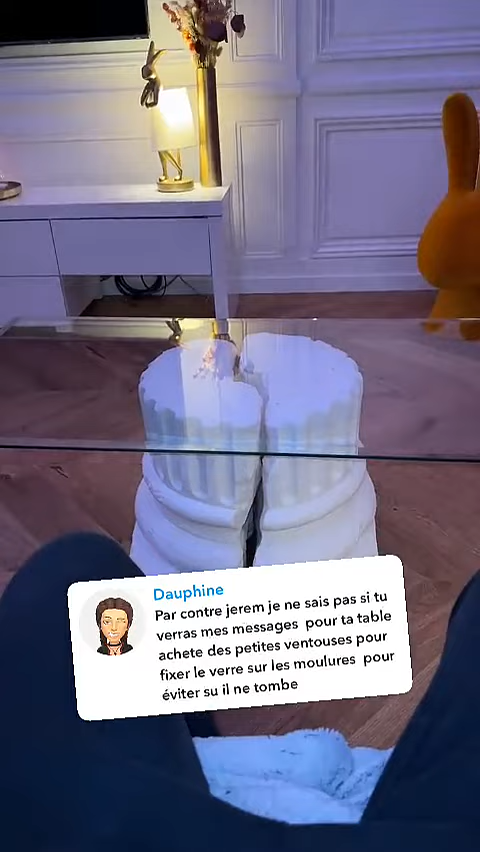 Dauphine
Par contre jerem je ne sais pas si tu
verras mes messages pour ta table
achete des petites ventouses pour
fixer le verre sur les moulures pour
éviter su il ne tombe